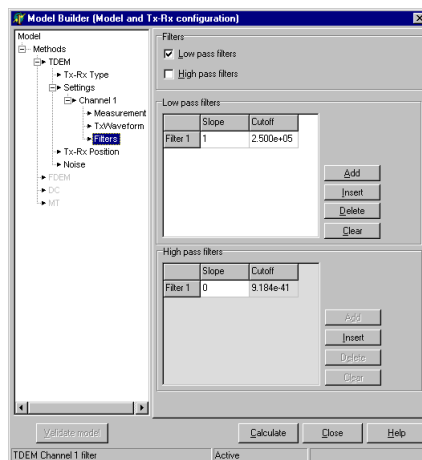 Model Builder (Model and Tx-Rx configuration)
Model
Methods
TDEM
Tx-Rx Type
Settings
Channel 1
Measurement
TxWaveform
Filters
Tx-Rx Position
Noise
FDEM
DC
MT
Filters
Low pass filters
High pass filters
Low pass filters
Slope Cutoff
Filter 1 1 2.500e+05
Add
Insert
Delete
Clear
High pass filters
Slope Cutoff
Filter 1 0 9.184e-41
Add
Insert
Delete
Clear
Validate model
Calculate
Close
Help
TDEM Channel 1 filter
Active